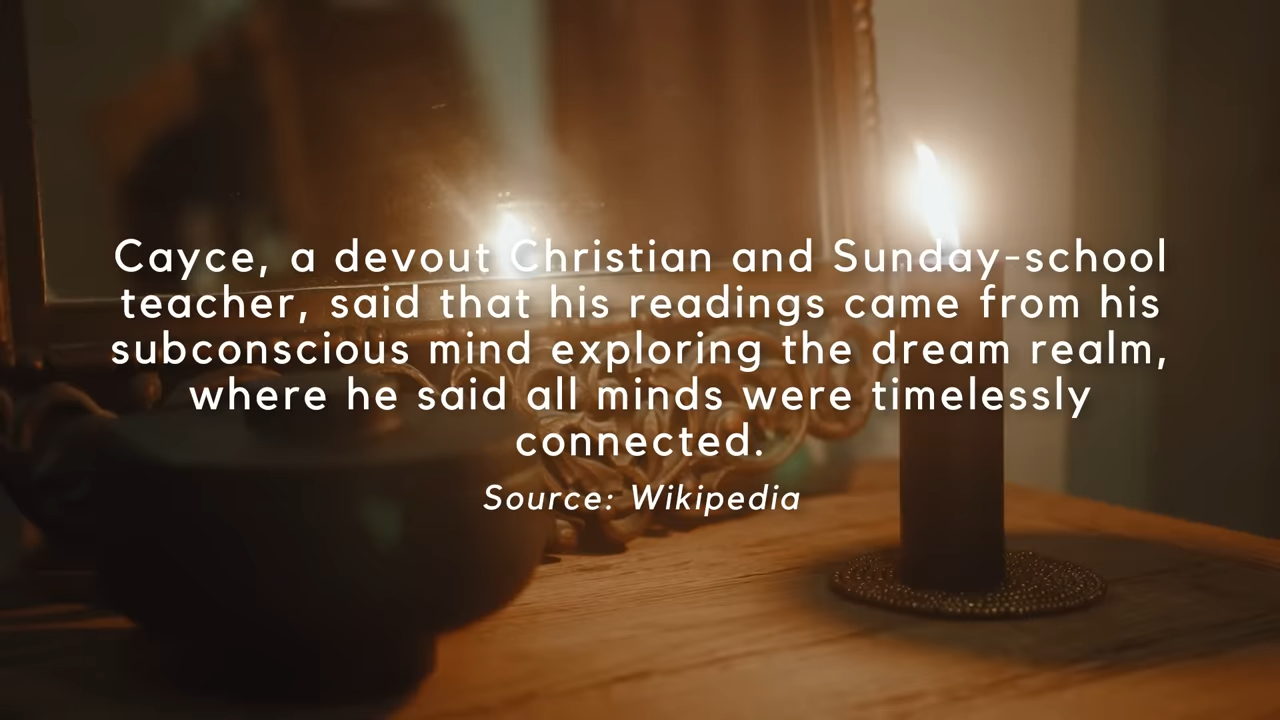 Cayce, a devout Christian and Sunday-school
teacher, said that his readings came from his
subconscious mind exploring the dream realm,
where he said all minds were timelessly
connected.
Source: Wikipedia